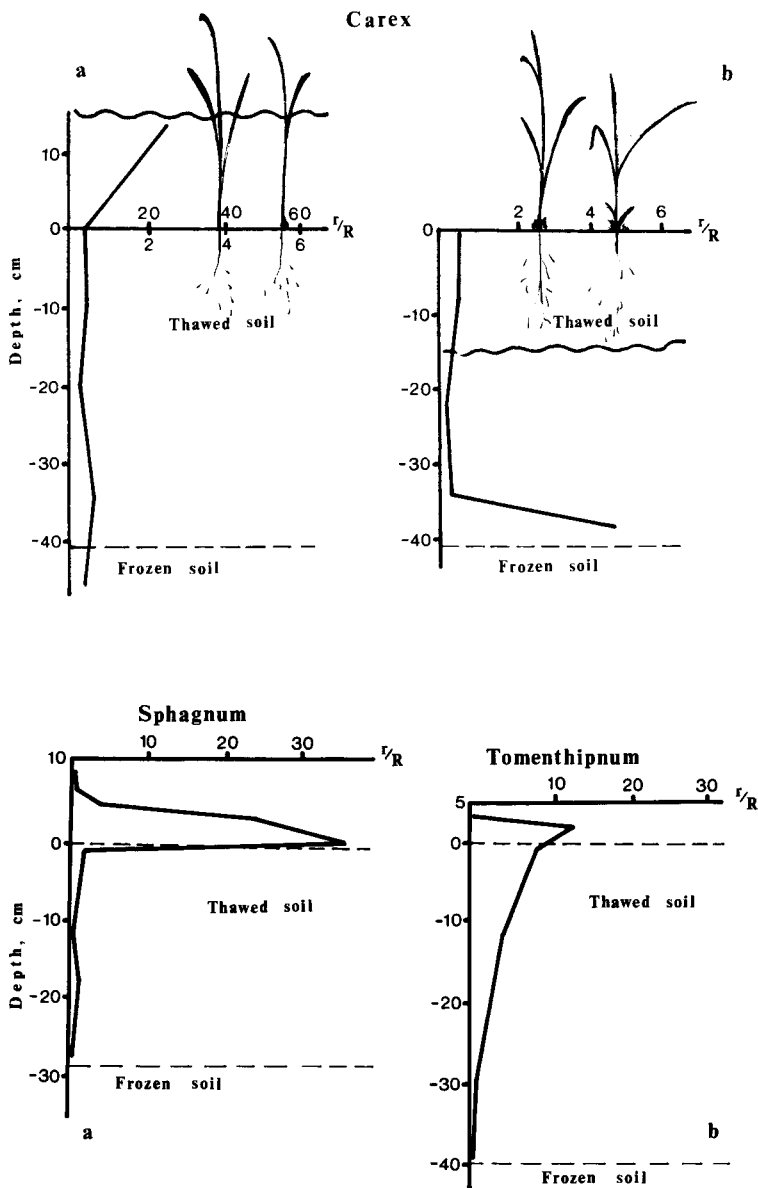 Carex
a
b
10
20 40 60 r/R
0
2 4 6
-10
-20
-30
-40
Depth, cm
Thawed soil
Frozen soil
0
2 4 6 r/R
-10
-20
-30
-40
Thawed soil
Frozen soil
Sphagnum
10 10 20 30 r/R
0
-10
-20
-30
Depth, cm
Thawed soil
Frozen soil
a
Tomenthipnum
5 10 20 30 r/R
0
-10
-20
-30
-40
Thawed soil
b
Frozen soil